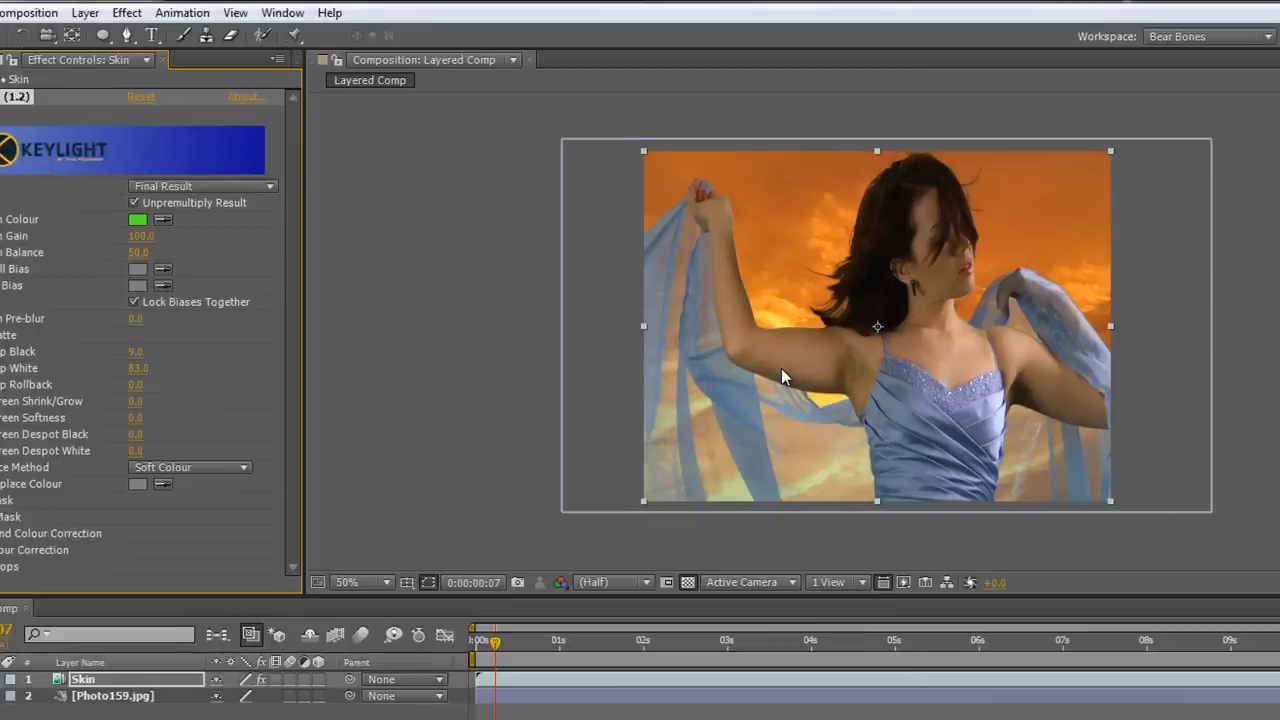 omposition Layer Effect Animation View Window Help
T Workspace: Bear Bones
Effect Controls: Skin Composition: Layered Comp
• Skin Layered Comp
(1.2) Reset About...
KEYLIGHT
Final Result
Unpremultiply Result
n Colour
n Gain 100.0
n Balance 50.0
ll Bias
Bias
Lock Biases Together
n Pre-blur 0.0
atte
p Black 9.0
p White 83.0
p Rollback 0.0
reen Shrink/Grow 0.0
reen Softness 0.0
reen Despot Black 0.0
reen Despot White 0.0
ce Method Soft Colour
place Colour
sk
Mask
nd Colour Correction
our Correction
ops
50% 0:00:00:07 (Half) Active Camera 1 View +0.0
omp
07 :00s 01s 02s 03s 04s 05s 06s 07s 08s 09s
# Layer Name fx Parent
1 Skin fx None
2 [Photo159.jpg] None